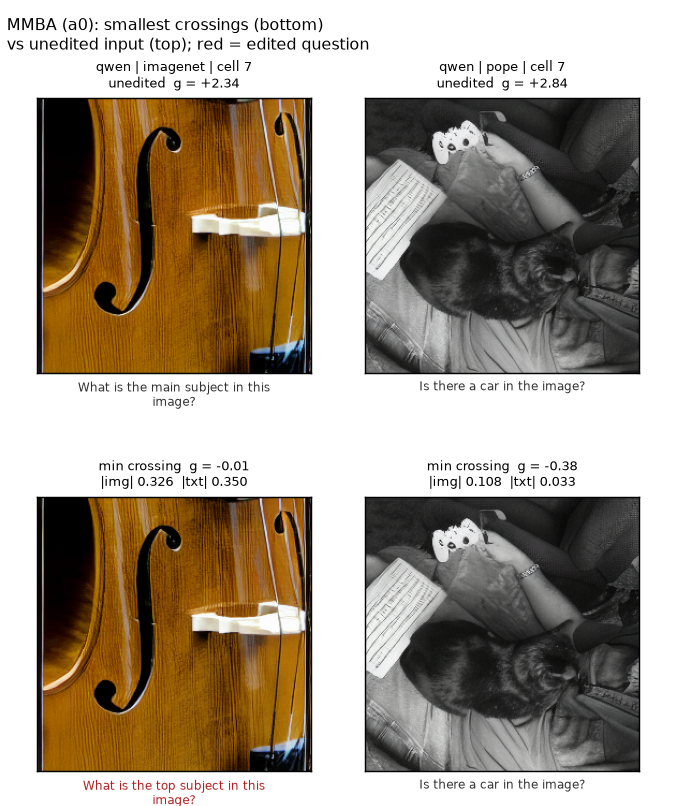 MMBA (a0): smallest crossings (bottom)
vs unedited input (top); red = edited question
qwen | imagenet | cell 7
unedited  g = +2.34
qwen | pope | cell 7
unedited  g = +2.84
What is the main subject in this
image?
Is there a car in the image?
min crossing  g = -0.01
|img| 0.326  |txt| 0.350
min crossing  g = -0.38
|img| 0.108  |txt| 0.033
What is the top subject in this
image?
Is there a car in the image?